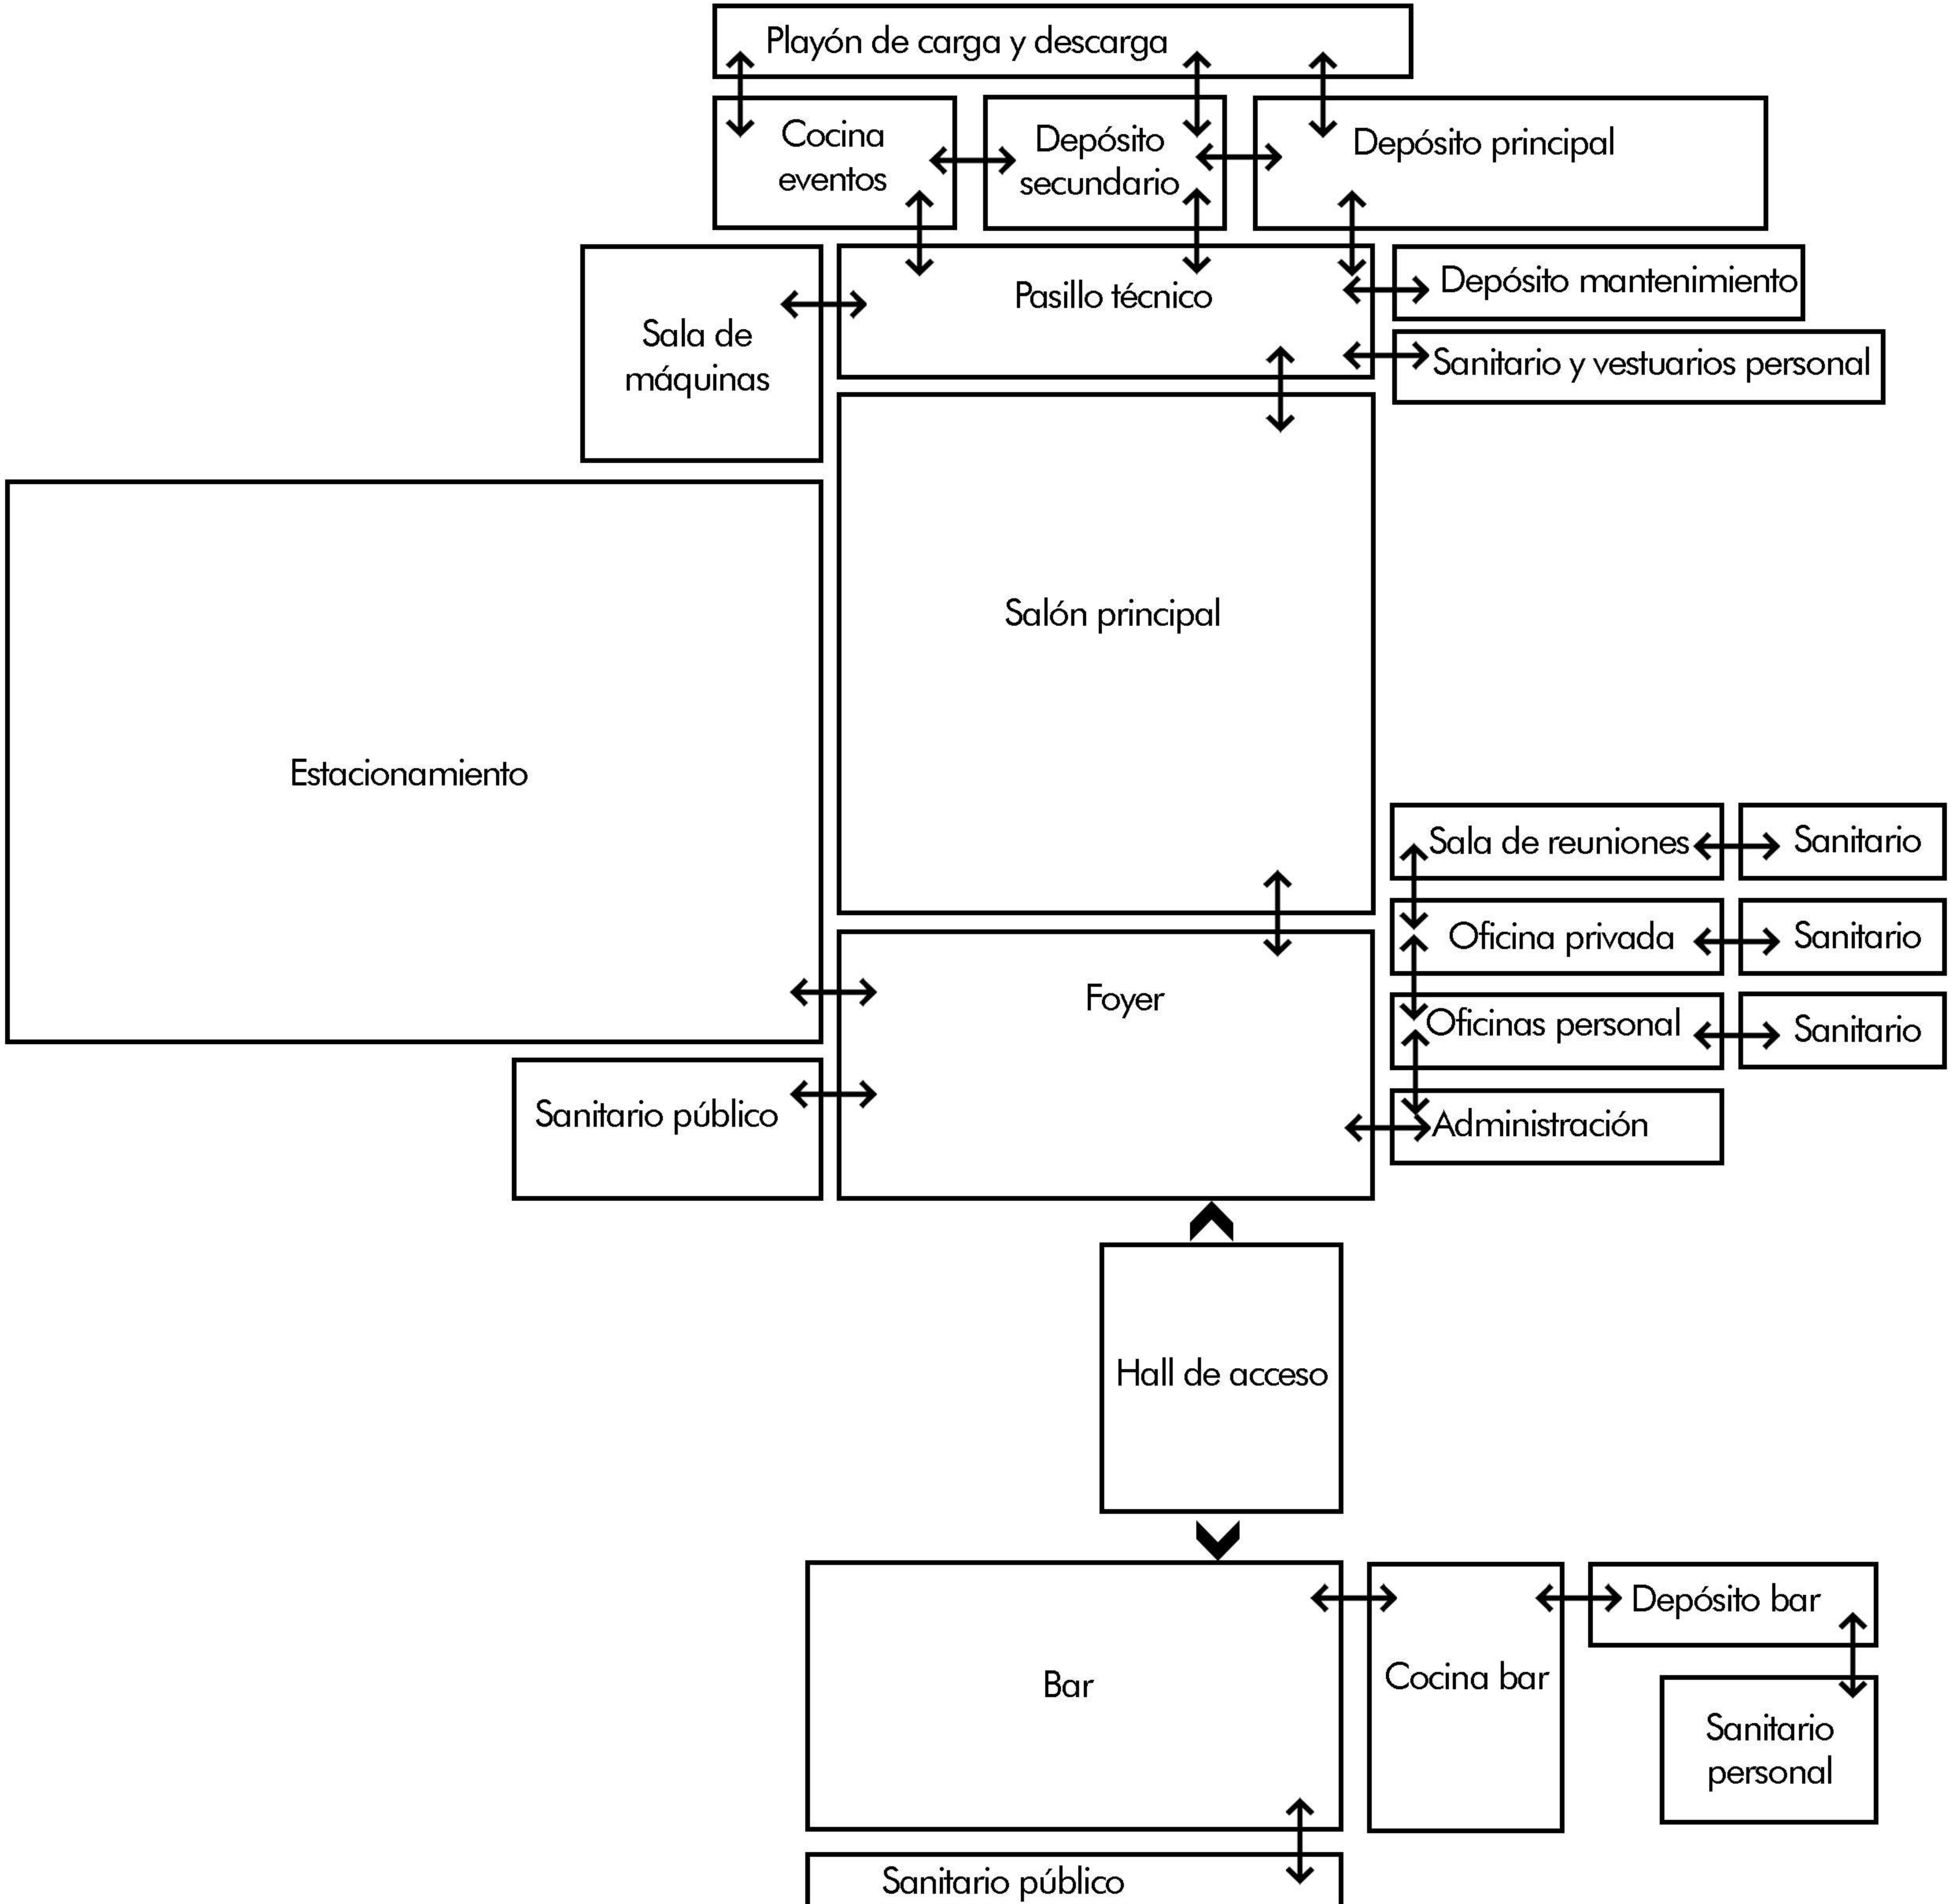 Playón de carga y descarga
Cocina
eventos
Depósito
secundario
Depósito principal
Sala de
máquinas
Pasillo técnico
Depósito mantenimiento
Sanitario y vestuarios personal
Salón principal
Estacionamiento
Sala de reuniones
Sanitario
Oficina privada
Sanitario
Oficinas personal
Sanitario
Foyer
Sanitario público
Administración
Hall de acceso
Bar
Cocina bar
Depósito bar
Sanitario
personal
Sanitario público